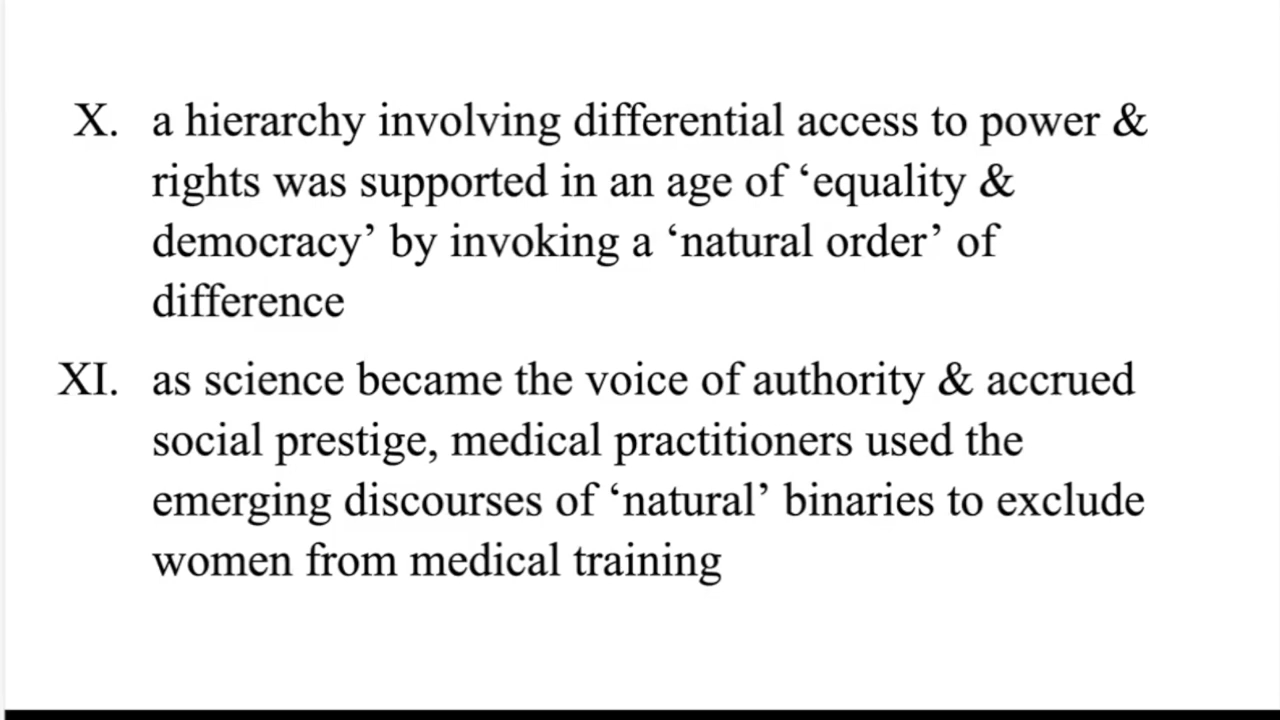 X. a hierarchy involving differential access to power &
rights was supported in an age of ‘equality &
democracy’ by invoking a ‘natural order’ of
difference
XI. as science became the voice of authority & accrued
social prestige, medical practitioners used the
emerging discourses of ‘natural’ binaries to exclude
women from medical training